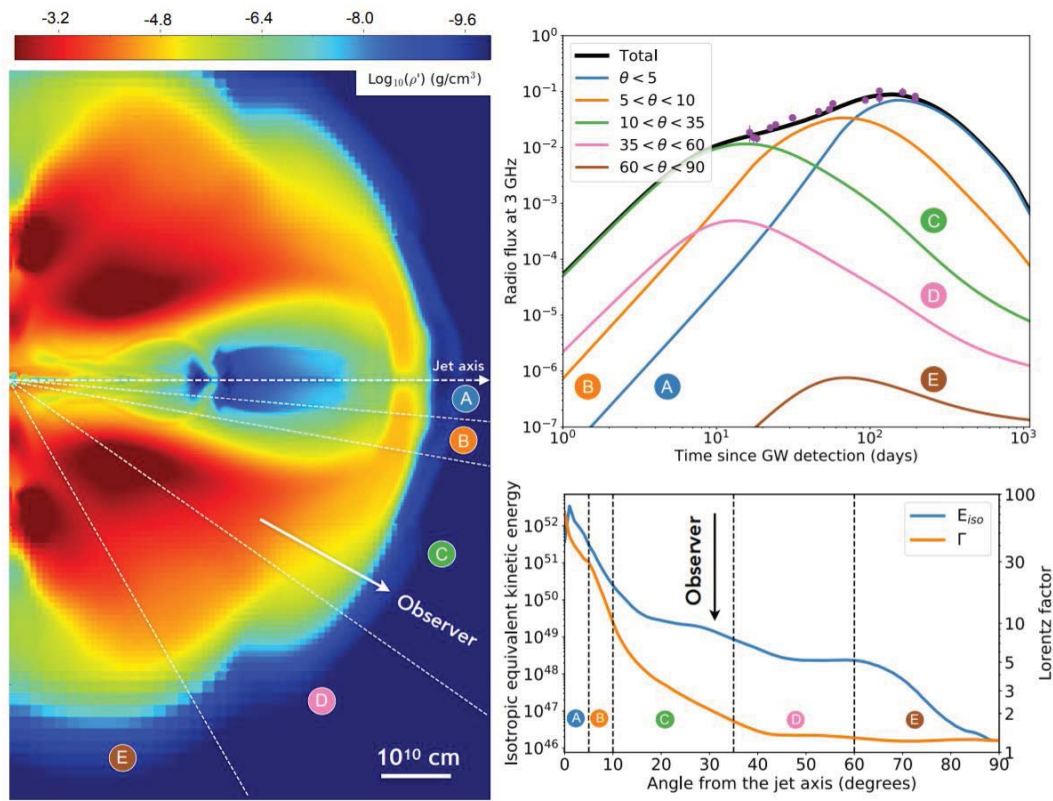 -3.2 -4.8 -6.4 -8.0 -9.6
Log₁₀(ρ') (g/cm³)
Jet axis
A
B
C
Observer
D
E
10¹⁰ cm
Total
θ < 5
5 < θ < 10
10 < θ < 35
35 < θ < 60
60 < θ < 90
Radio flux at 3 GHz
10⁰
10⁻¹
10⁻²
10⁻³
10⁻⁴
10⁻⁵
10⁻⁶
10⁻⁷
C
D
E
B A
10⁰ 10¹ 10² 10³
Time since GW detection (days)
Isotropic equivalent kinetic energy
10⁵²
10⁵¹
10⁵⁰
10⁴⁹
10⁴⁸
10⁴⁷
10⁴⁶
Observer
E_iso
Γ
A B C D E
100
30
10
5
3
2
1
Lorentz factor
0 10 20 30 40 50 60 70 80 90
Angle from the jet axis (degrees)